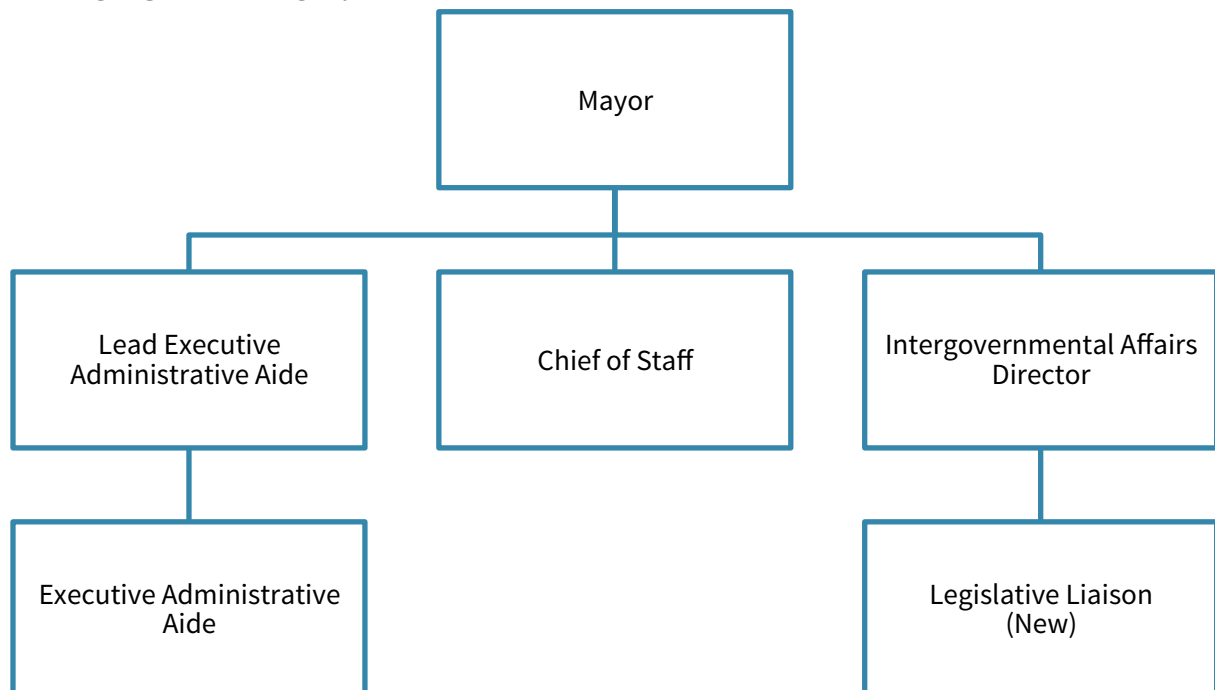 Mayor
Lead Executive
Administrative Aide
Chief of Staff
Intergovernmental Affairs
Director
Executive Administrative
Aide
Legislative Liaison
(New)